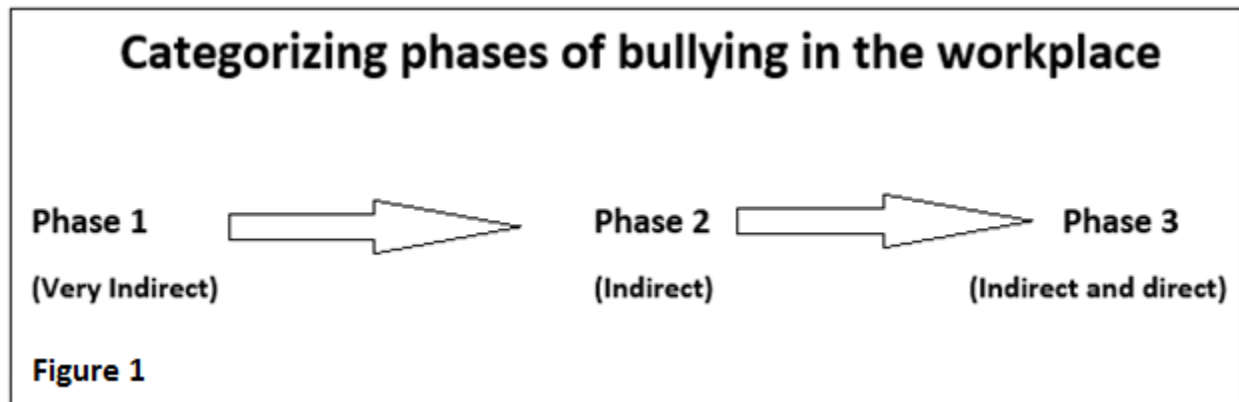 Categorizing phases of bullying in the workplace
Phase 1 Phase 2 Phase 3
(Very Indirect) (Indirect) (Indirect and direct)
Figure 1